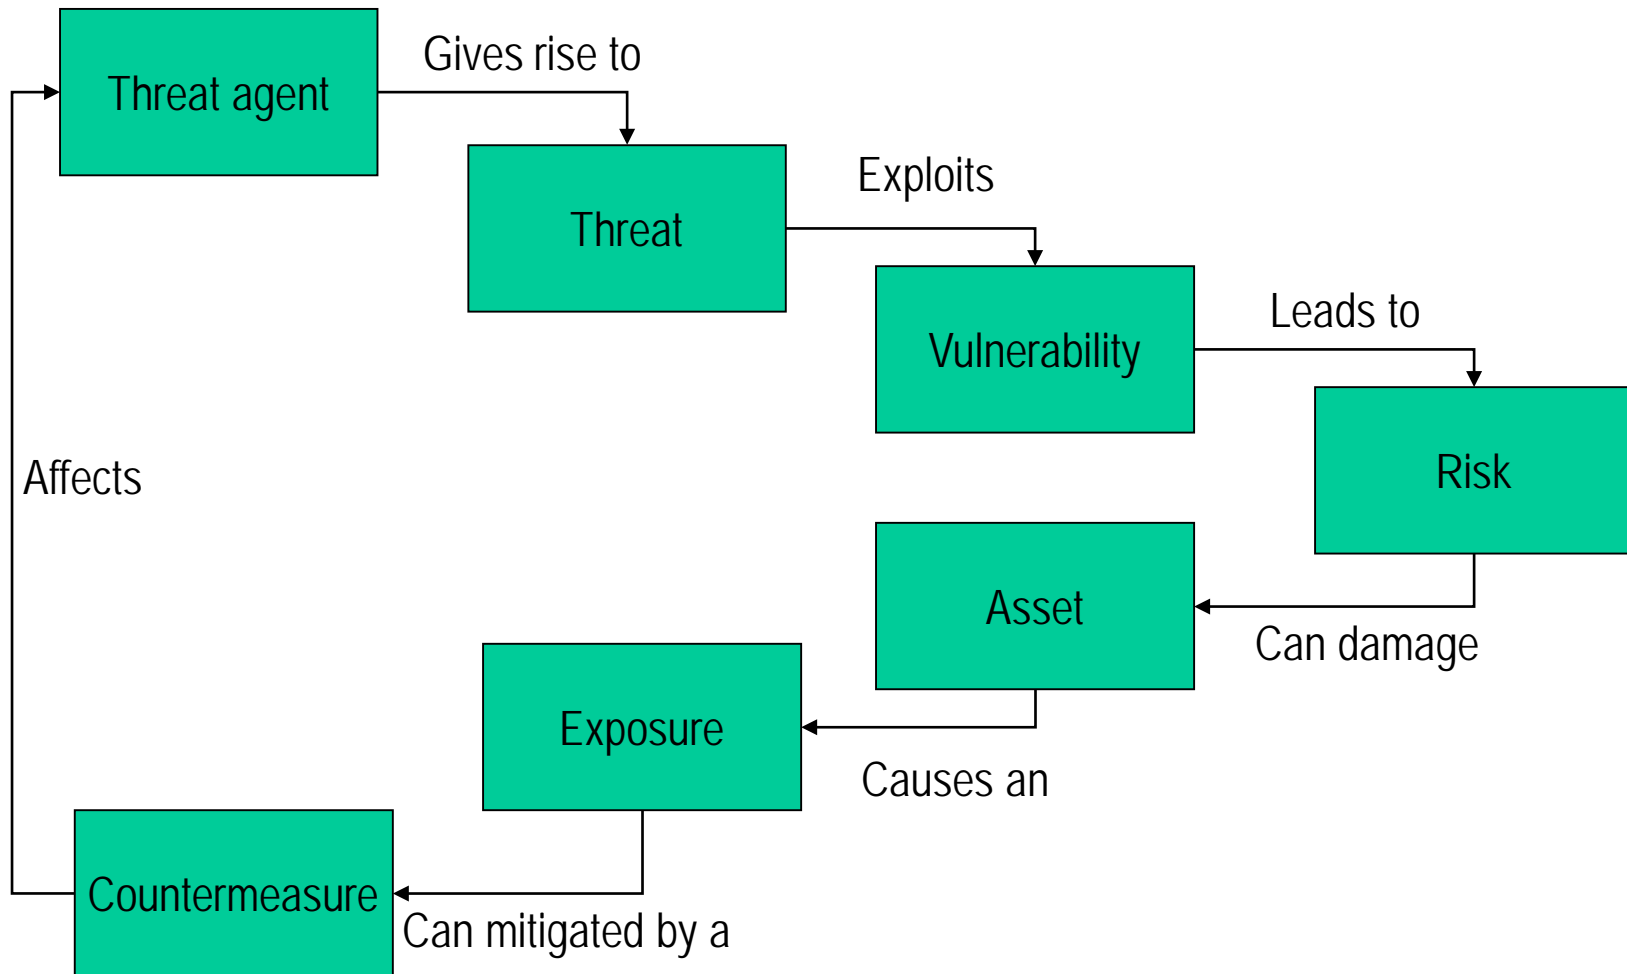 Threat agent
Gives rise to
Threat
Exploits
Vulnerability
Leads to
Risk
Can damage
Asset
Causes an
Exposure
Can mitigated by a
Countermeasure
Affects